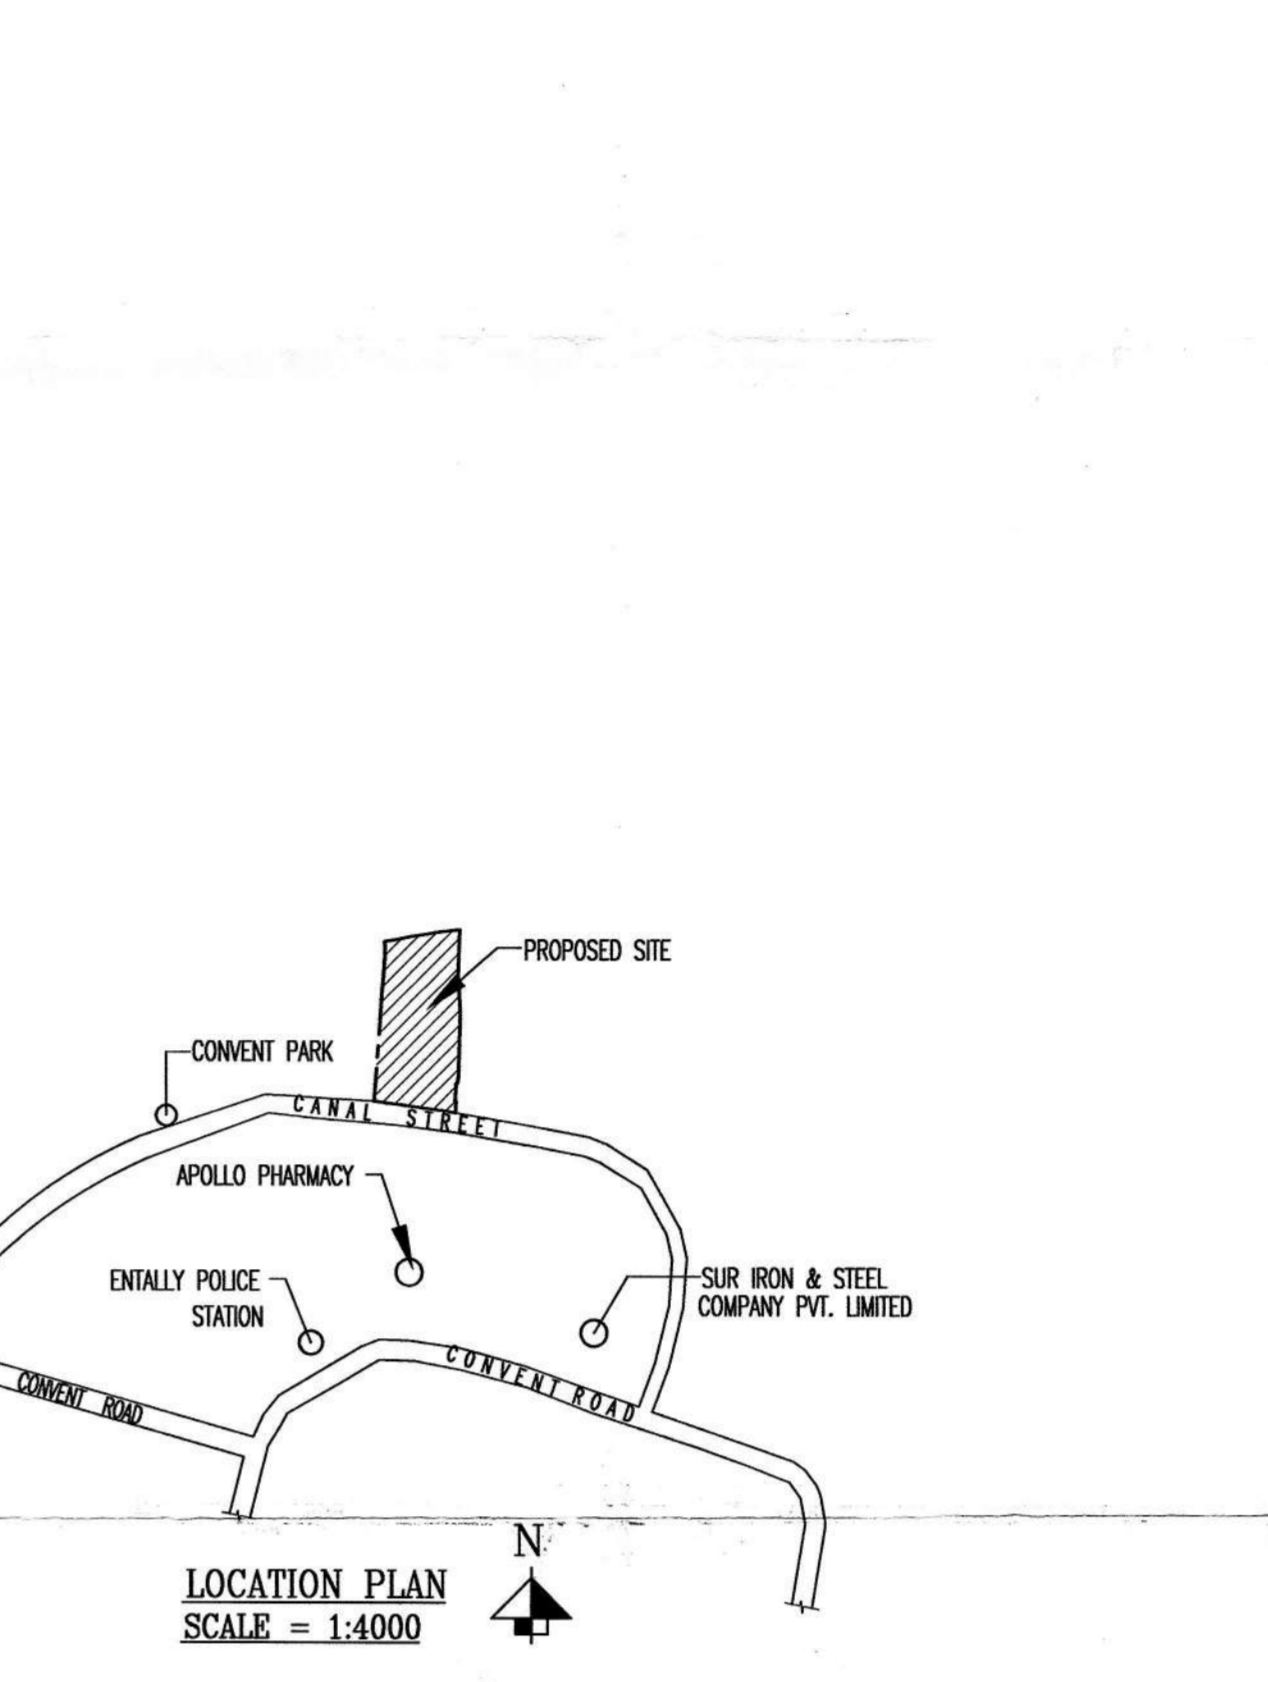 PROPOSED SITE
CONVENT PARK
CANAL STREET
APOLLO PHARMACY
ENTALLY POLICE
STATION
SUR IRON & STEEL
COMPANY PVT. LIMITED
CONVENT ROAD
CONVENT ROAD
N
LOCATION PLAN
SCALE = 1:4000